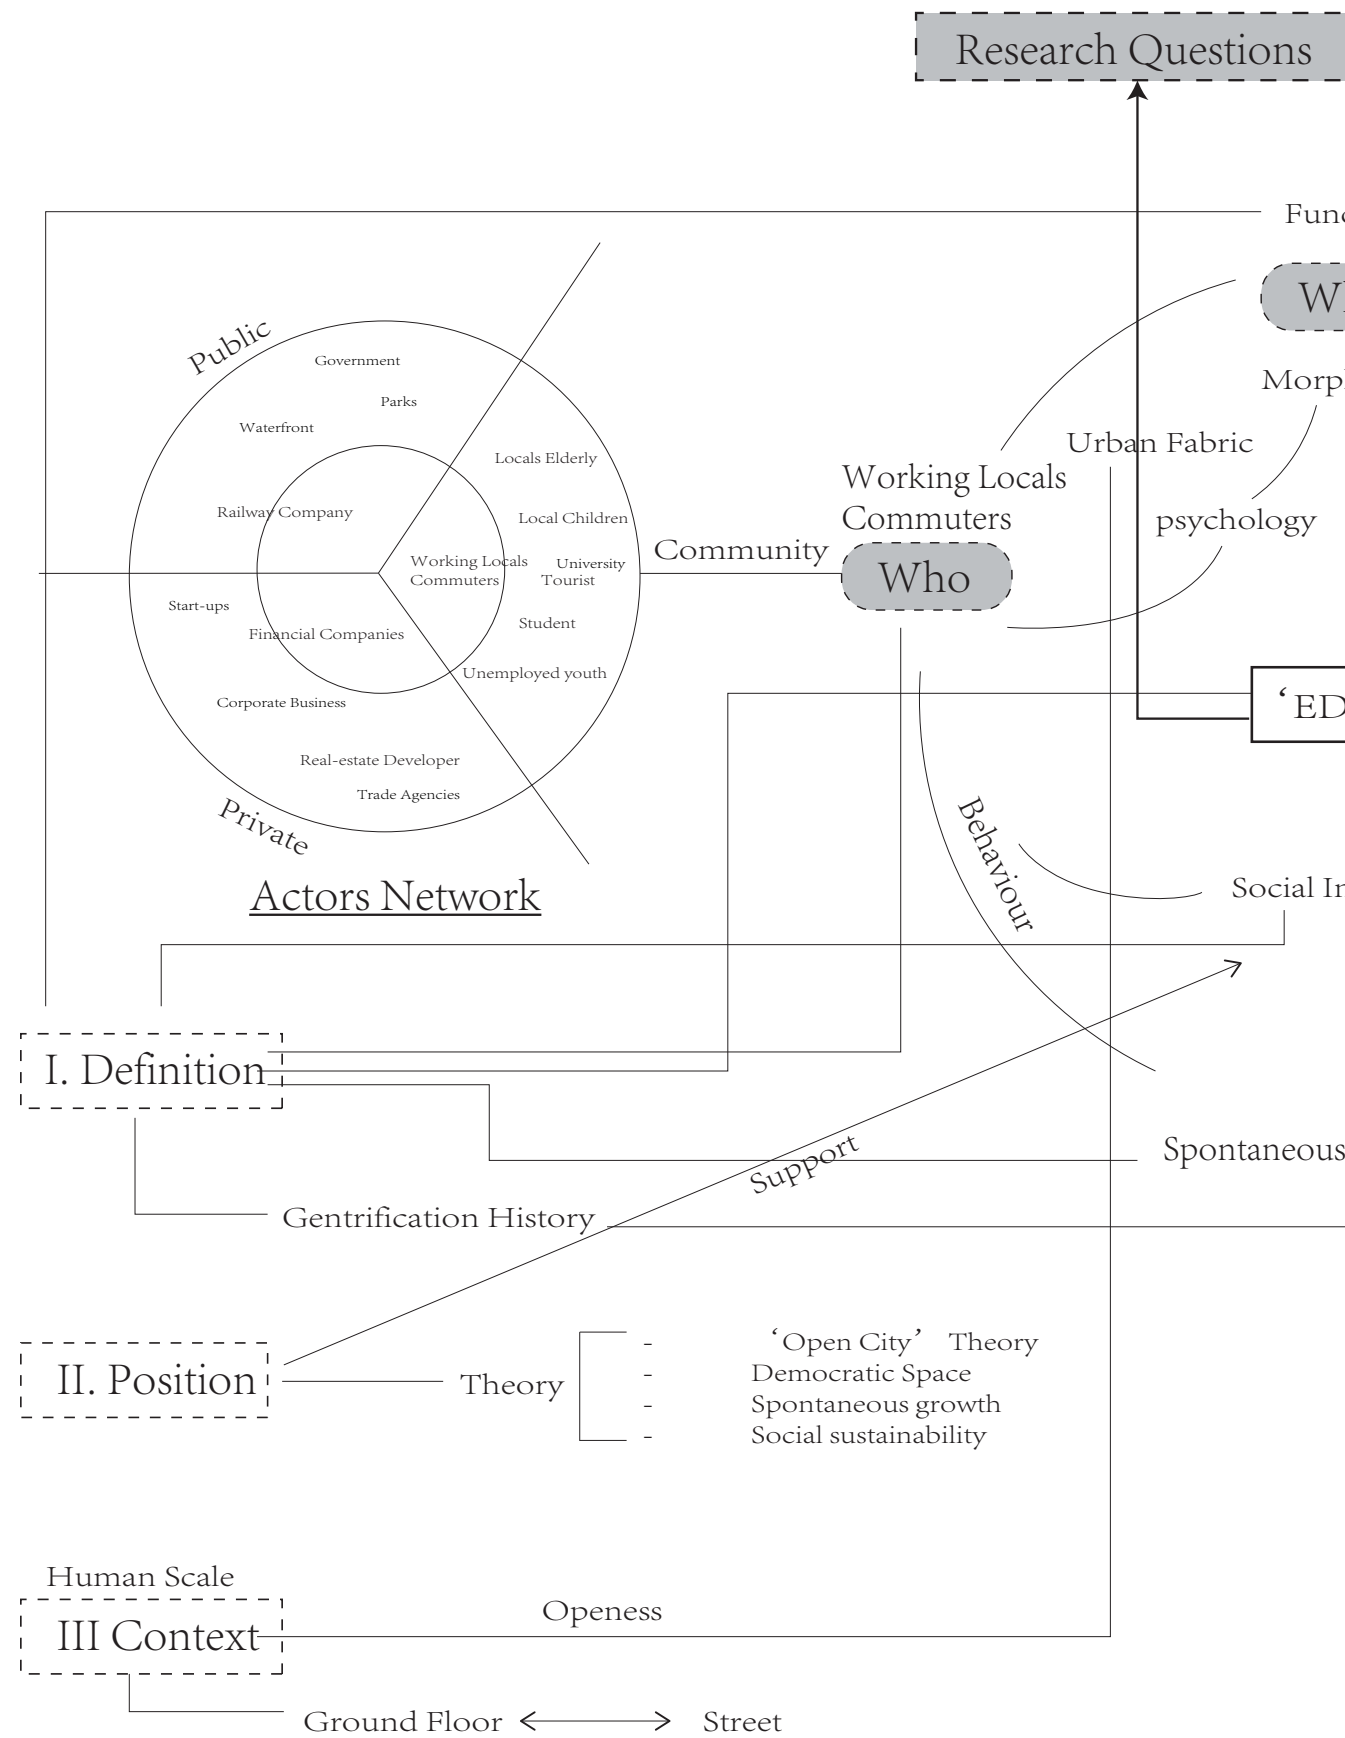 Research Questions
Func
Public
Government
Parks
Waterfront
Railway Company
Locals Elderly
Local Children
Working Locals
Commuters
University
Tourist
Student
Unemployed youth
Start-ups
Financial Companies
Corporate Business
Real-estate Developer
Trade Agencies
Private
Actors Network
Community
Working Locals
Commuters
Who
Urban Fabric
Morp
psychology
‘ED
Behaviour
Social In
I. Definition
Support
Spontaneous
Gentrification History
II. Position
Theory
- ‘Open City’ Theory
- Democratic Space
- Spontaneous growth
- Social sustainability
Human Scale
III Context
Openess
Ground Floor
Street